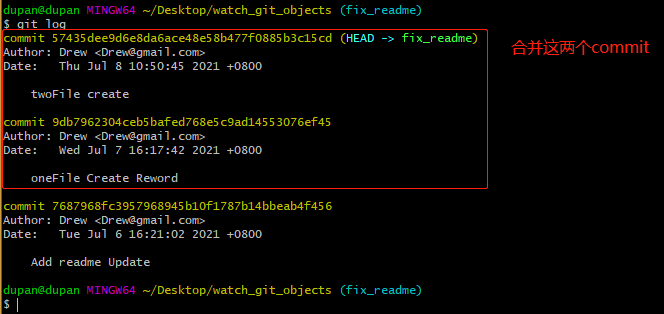 dupan@dupan MINGW64 ~/Desktop/watch_git_objects (fix_readme)
$ git log
commit 57435dee9d6e8da6ace48e58b477f0885b3c15cd (HEAD -> fix_readme)
Author: Drew <Drew@gmail.com>
Date:   Thu Jul 8 10:50:45 2021 +0800
twoFile create
commit 9db7962304ceb5bafed768e5c9ad14553076ef45
Author: Drew <Drew@gmail.com>
Date:   Wed Jul 7 16:17:42 2021 +0800
oneFile Create Reword
合并这两个commit
commit 7687968fc3957968945b10f1787b14bbeab4f456
Author: Drew <Drew@gmail.com>
Date:   Tue Jul 6 16:21:02 2021 +0800
Add readme Update
dupan@dupan MINGW64 ~/Desktop/watch_git_objects (fix_readme)
$